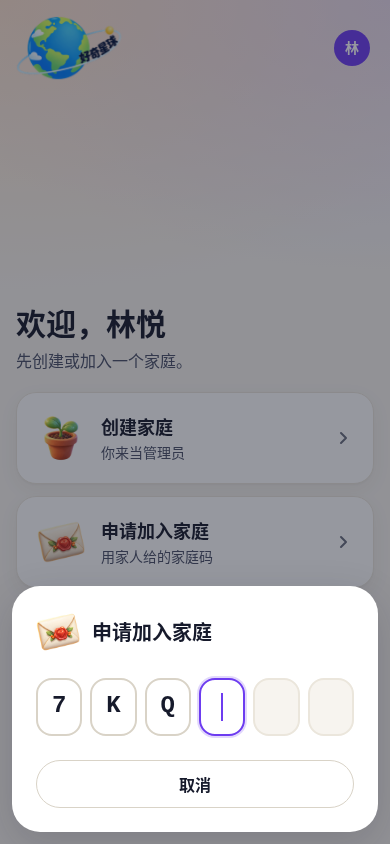 好奇星球
林
欢迎，林悦
先创建或加入一个家庭。
创建家庭
你来当管理员
申请加入家庭
用家人给的家庭码
申请加入家庭
7 K Q
取消